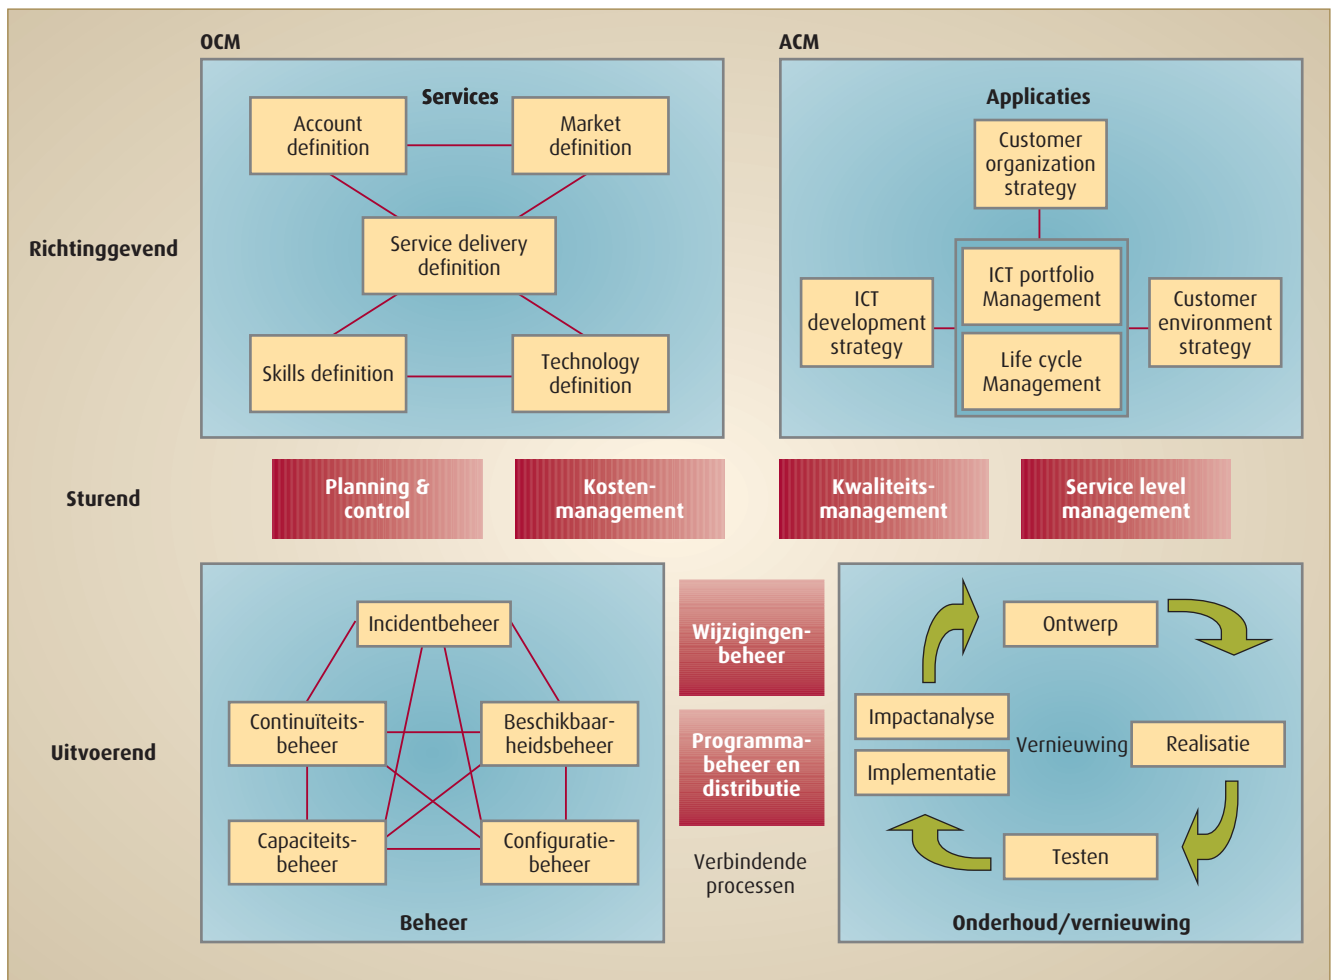 OCM
ACM
Services
Account
definition
Market
definition
Service delivery
definition
Skills definition
Technology
definition
Applicaties
Customer
organization
strategy
ICT portfolio
Management
ICT
development
strategy
Customer
environment
strategy
Life cycle
Management
Richtinggevend
Sturend
Planning &
control
Kosten-
management
Kwaliteits-
management
Service level
management
Uitvoerend
Incidentbeheer
Continuïteits-
beheer
Beschikbaar-
heidsbeheer
Capaciteits-
beheer
Configuratie-
beheer
Beheer
Wijzigingen-
beheer
Programma-
beheer en
distributie
Verbindende
processen
Ontwerp
Impactanalyse
Vernieuwing
Realisatie
Implementatie
Testen
Onderhoud/vernieuwing